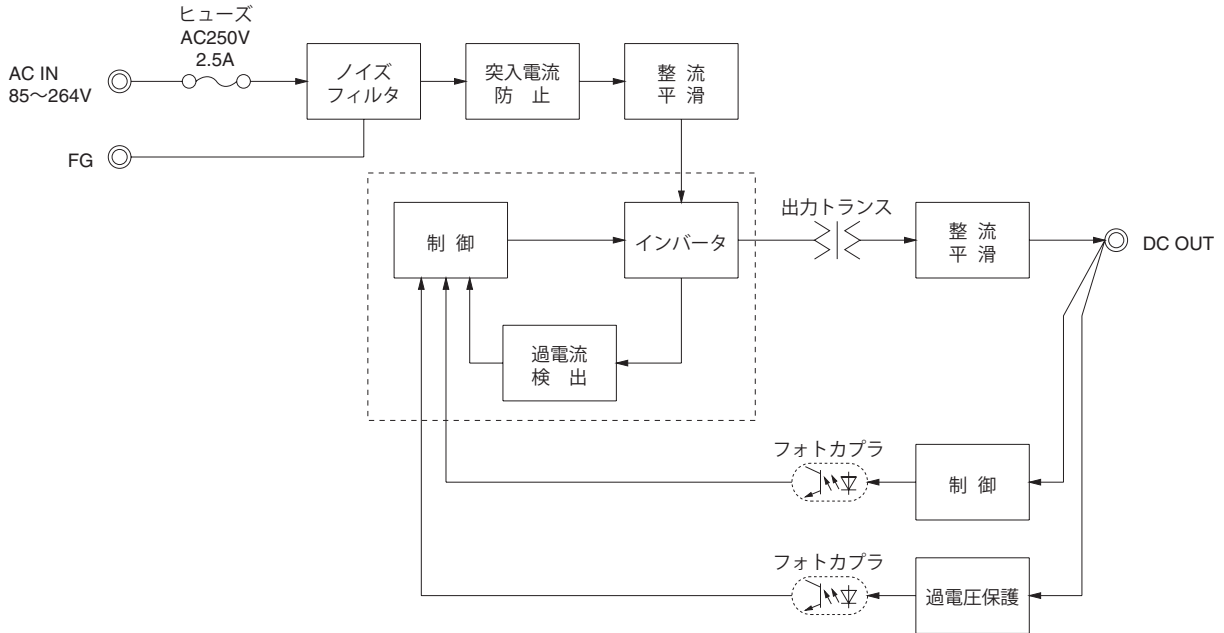 ヒューズ
AC250V
2.5A
AC IN
85～264V
ノイズ
フィルタ
突入電流
防 止
整 流
平 滑
FG
制 御
インバータ
出力トランス
整 流
平 滑
DC OUT
過電流
検 出
フォトカプラ
制 御
フォトカプラ
過電圧保護